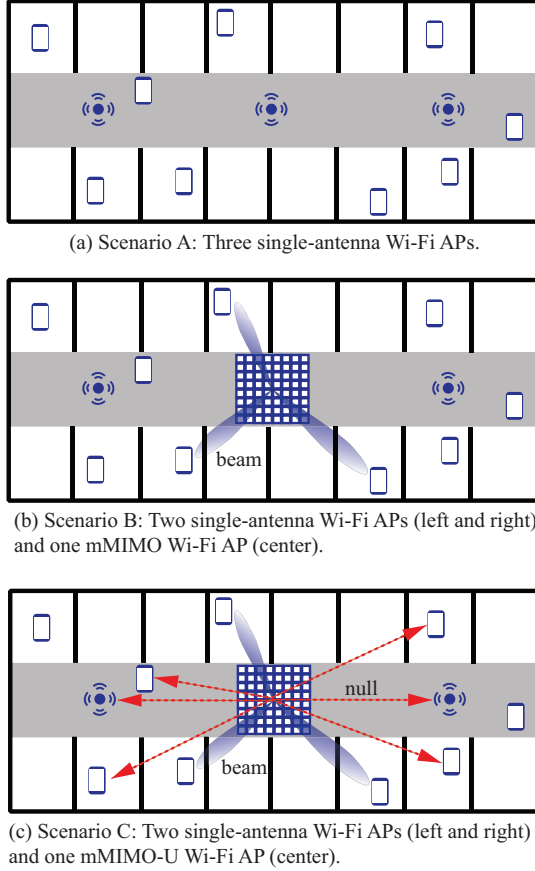 (a) Scenario A: Three single-antenna Wi-Fi APs.
beam
(b) Scenario B: Two single-antenna Wi-Fi APs (left and right)
and one mMIMO Wi-Fi AP (center).
null
beam
(c) Scenario C: Two single-antenna Wi-Fi APs (left and right)
and one mMIMO-U Wi-Fi AP (center).